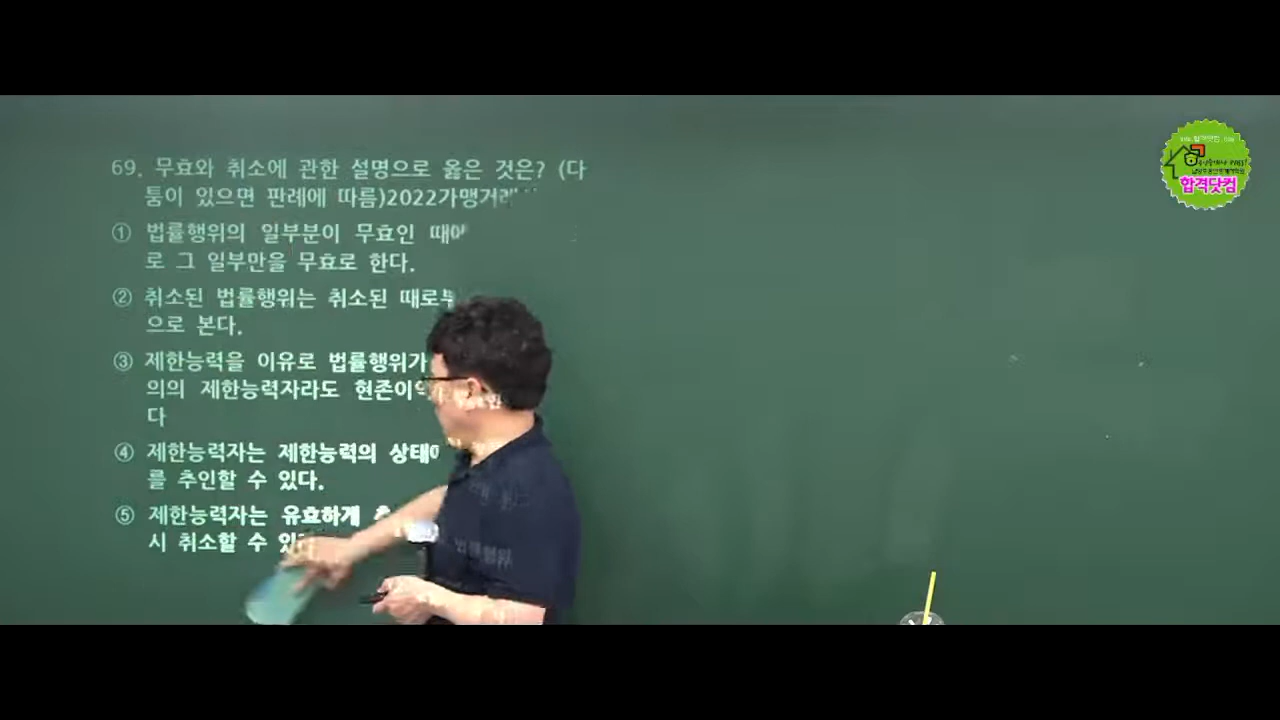 69. 무효와 취소에 관한 설명으로 옳은 것은? (다
툼이 있으면 판례에 따름)2022가맹거래
① 법률행위의 일부분이 무효인 때에
로 그 일부만을 무효로 한다.
② 취소된 법률행위는 취소된 때로부
으로 본다.
③ 제한능력을 이유로 법률행위가
의의 제한능력자라도 현존이익
다
④ 제한능력자는 제한능력의 상태에
를 추인할 수 있다.
⑤ 제한능력자는 유효하게
시 취소할 수 있
합격닷컴